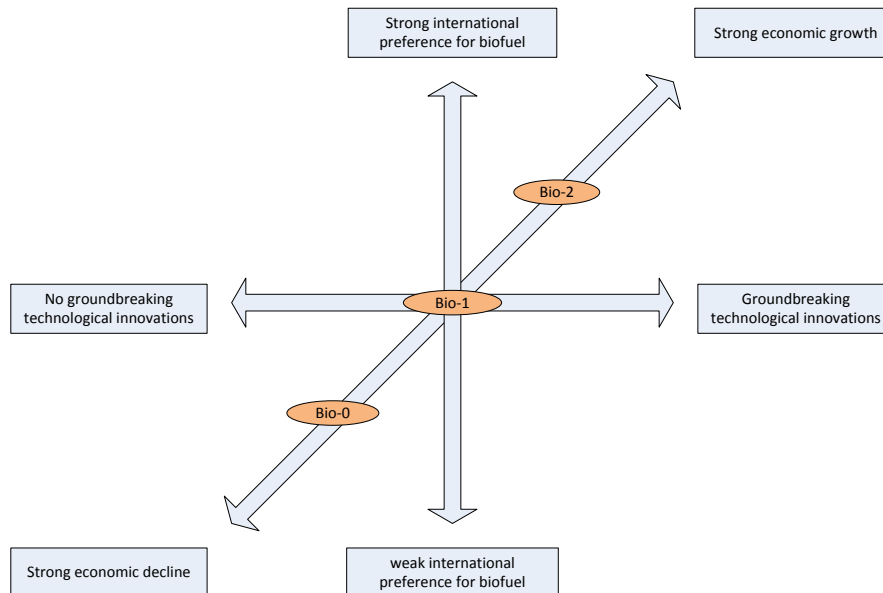 Strong international
preference for biofuel
Strong economic growth
Bio-2
No groundbreaking
technological innovations
Bio-1
Groundbreaking
technological innovations
Bio-0
Strong economic decline
weak international
preference for biofuel